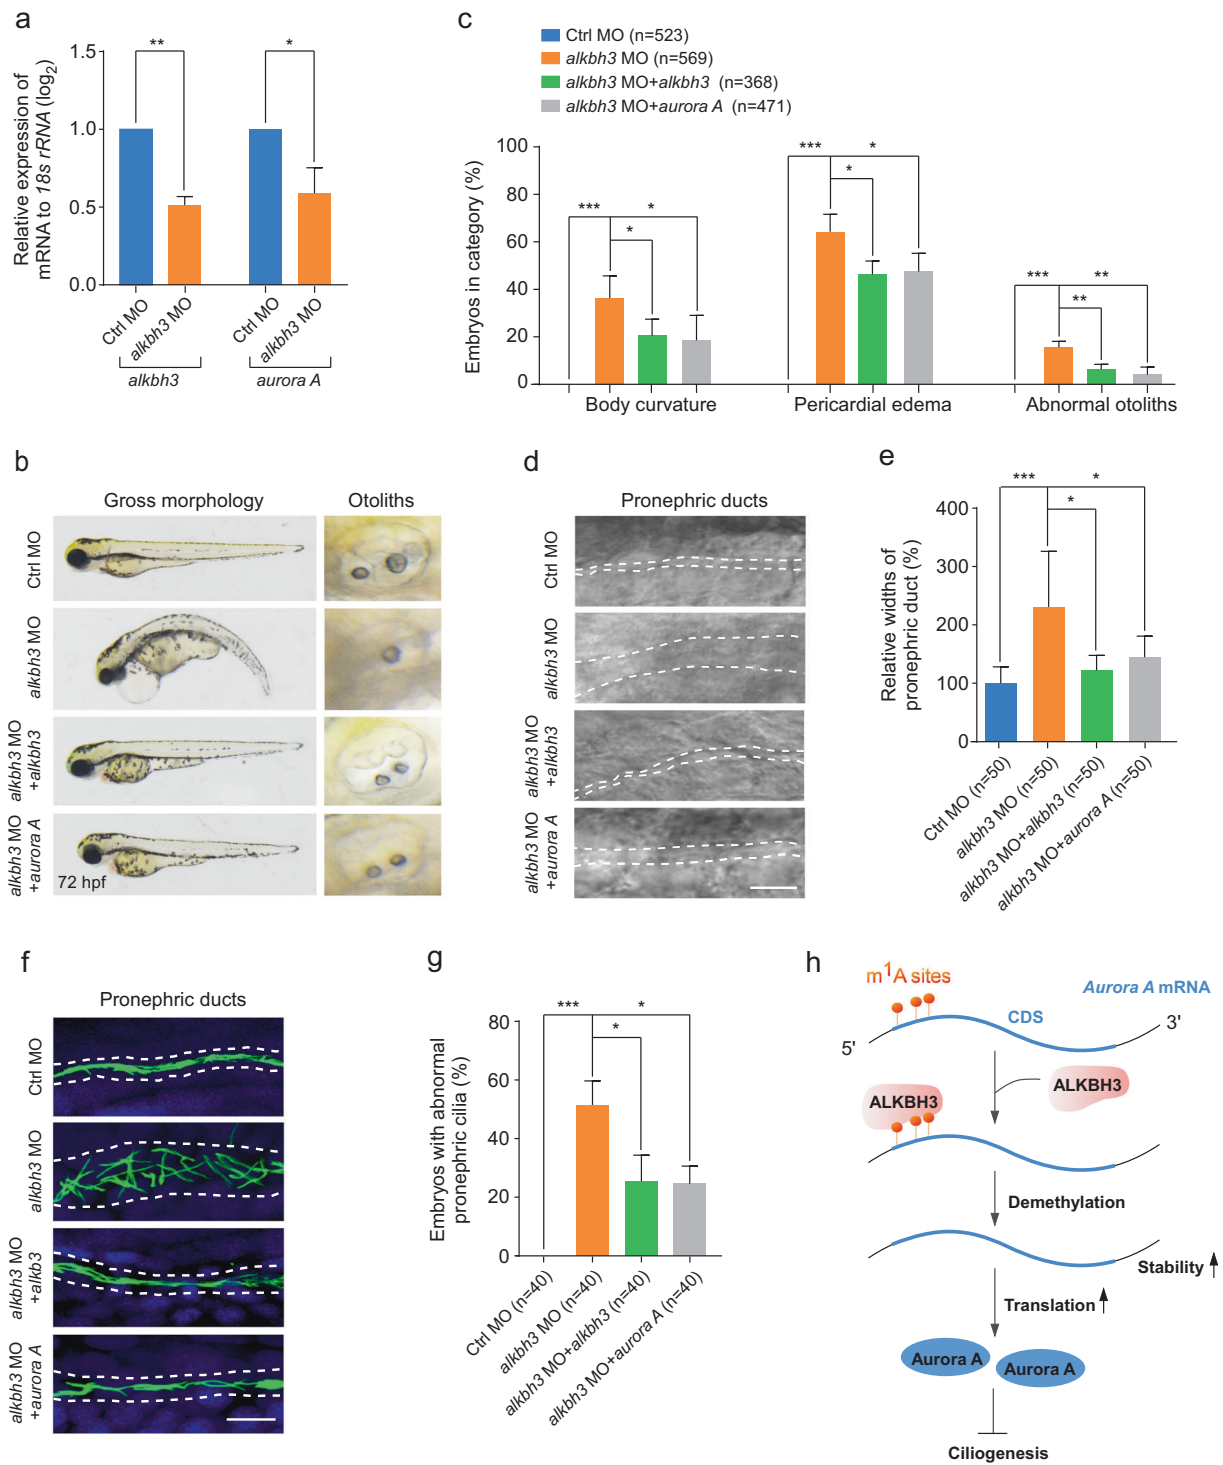 a
Relative expression of
mRNA to 18s rRNA (log2)
1.5
1.0
0.5
0.0
**
*
Ctrl MO
alkbh3 MO
Ctrl MO
alkbh3 MO
alkbh3
aurora A
c
Ctrl MO (n=523)
alkbh3 MO (n=569)
alkbh3 MO+alkbh3 (n=368)
alkbh3 MO+aurora A (n=471)
Embryos in category (%)
100
80
60
40
20
0
*** *
*
*** *
*
*** **
**
Body curvature
Pericardial edema
Abnormal otoliths
b
Gross morphology
Otoliths
Ctrl MO
alkbh3 MO
alkbh3 MO
+alkbh3
alkbh3 MO
+aurora A
72 hpf
d
Pronephric ducts
Ctrl MO
alkbh3 MO
alkbh3 MO
+alkbh3
alkbh3 MO
+aurora A
e
Relative widths of
pronephric duct (%)
400
300
200
100
0
*** *
*
Ctrl MO (n=50)
alkbh3 MO (n=50)
alkbh3 MO+alkbh3 (n=50)
alkbh3 MO+aurora A (n=50)
f
Pronephric ducts
Ctrl MO
alkbh3 MO
alkbh3 MO
+alkb3
alkbh3 MO
+aurora A
g
Embryos with abnormal
pronephric cilia (%)
80
60
40
20
0
*** *
*
Ctrl MO (n=40)
alkbh3 MO (n=40)
alkbh3 MO+alkbh3 (n=40)
alkbh3 MO+aurora A (n=40)
h
m1A sites
Aurora A mRNA
CDS
5'
3'
ALKBH3
ALKBH3
Demethylation
Stability
Translation
Aurora A
Aurora A
Ciliogenesis